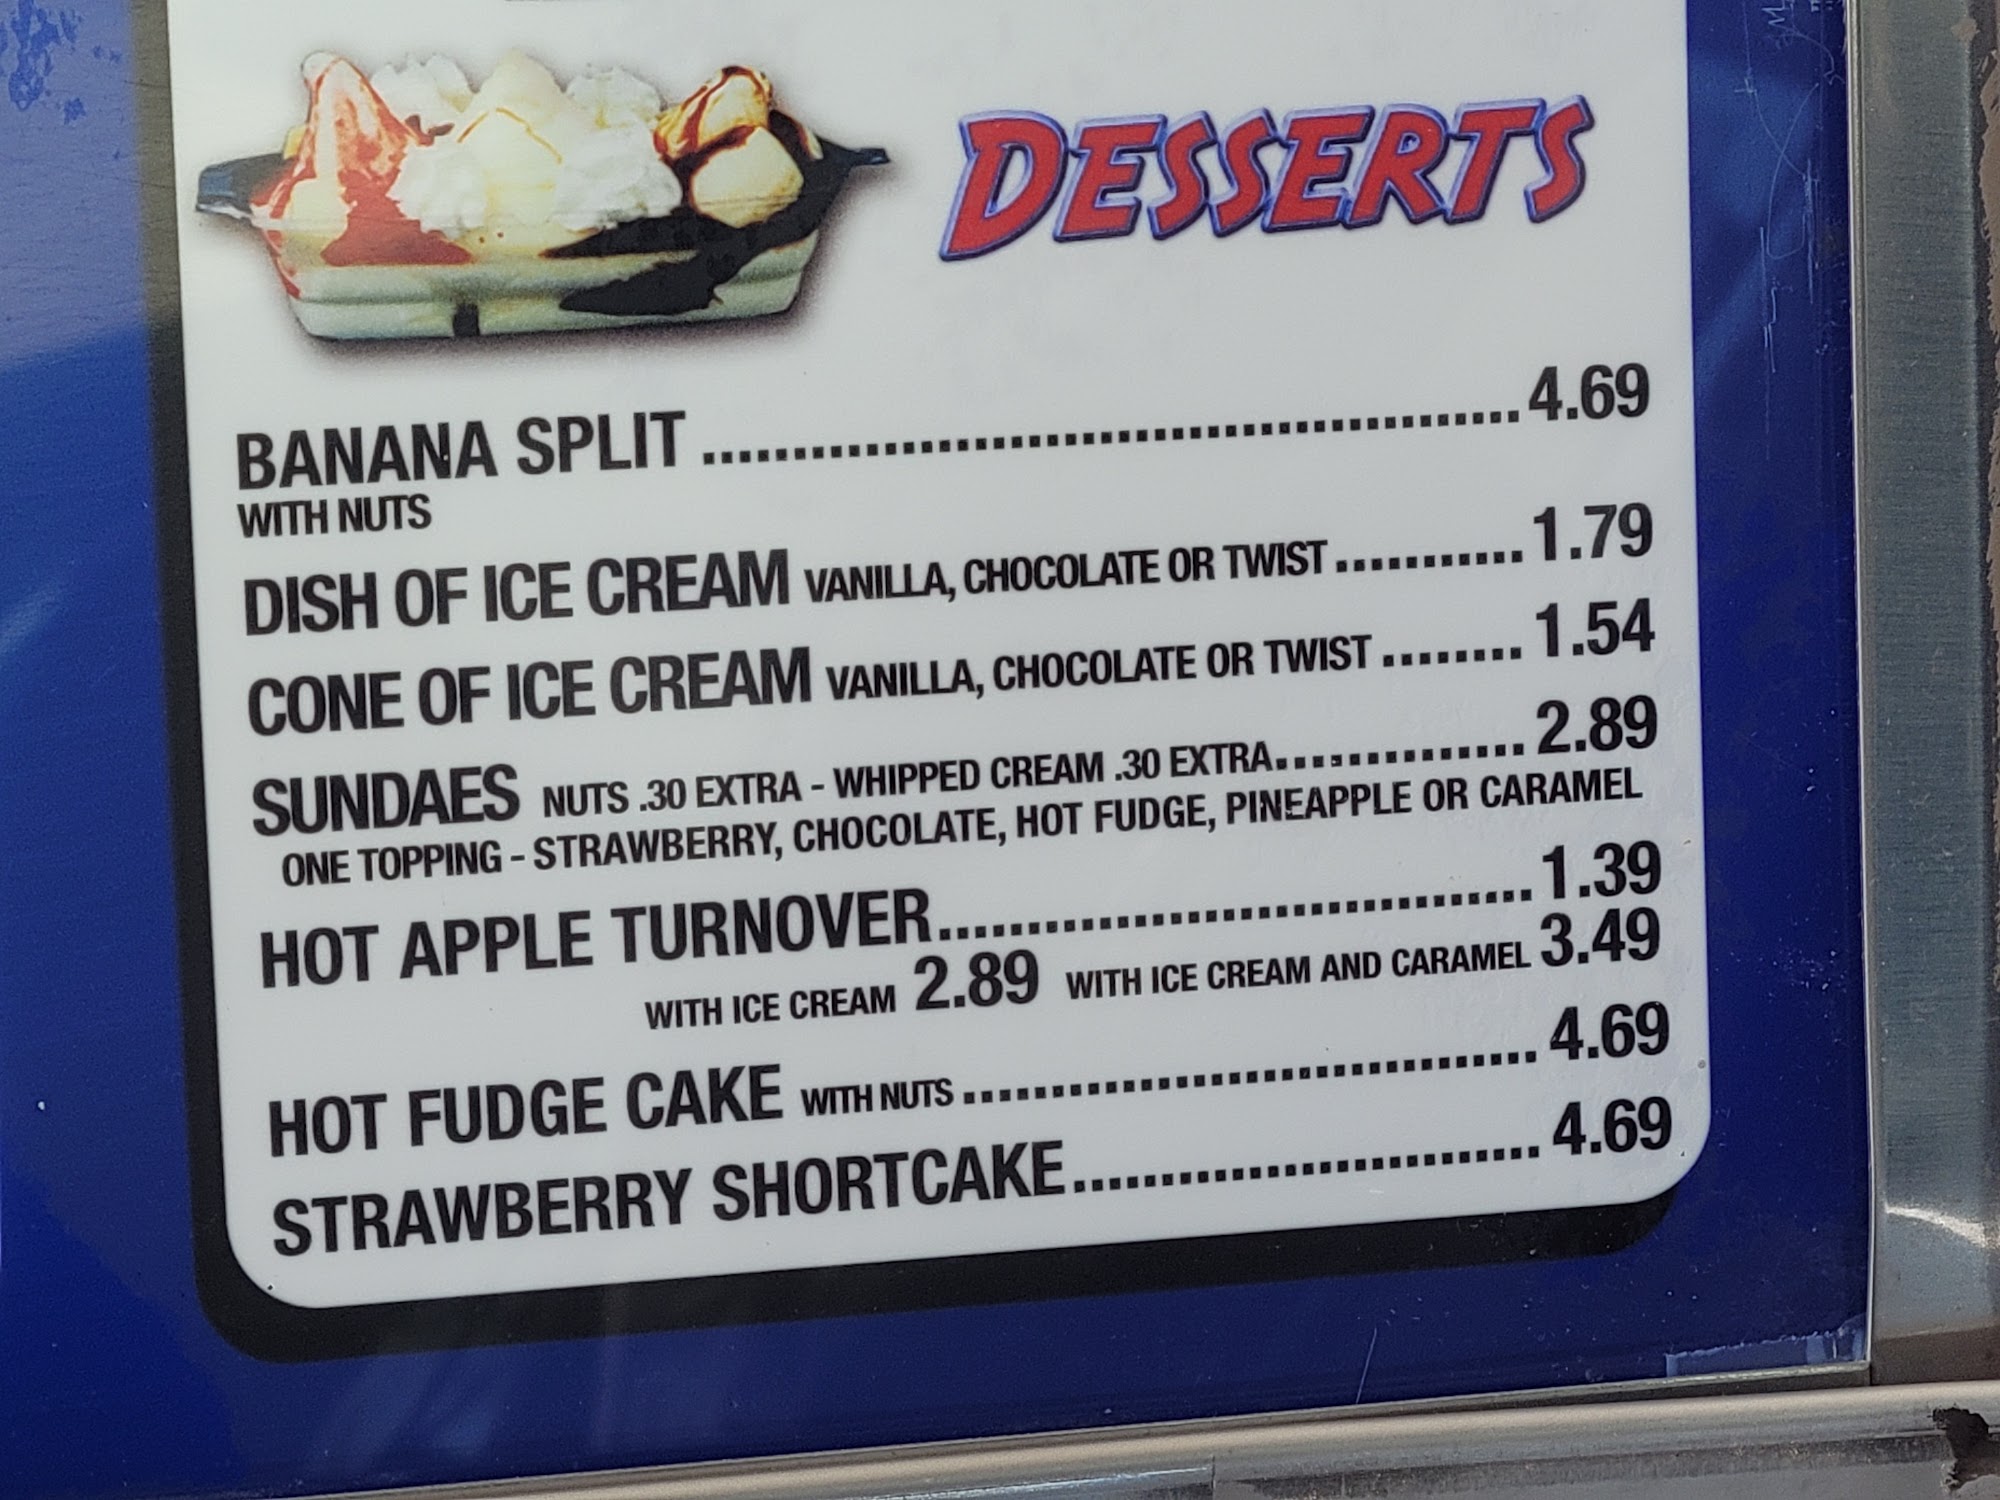 DESSERTS
BANANA SPLIT ........................................ 4.69
WITH NUTS
DISH OF ICE CREAM VANILLA, CHOCOLATE OR TWIST ........... 1.79
CONE OF ICE CREAM VANILLA, CHOCOLATE OR TWIST ........ 1.54
SUNDAES NUTS .30 EXTRA - WHIPPED CREAM .30 EXTRA .............. 2.89
ONE TOPPING - STRAWBERRY, CHOCOLATE, HOT FUDGE, PINEAPPLE OR CARAMEL
HOT APPLE TURNOVER ................................ 1.39
WITH ICE CREAM 2.89 WITH ICE CREAM AND CARAMEL 3.49
HOT FUDGE CAKE WITH NUTS ................................ 4.69
STRAWBERRY SHORTCAKE .......................... 4.69